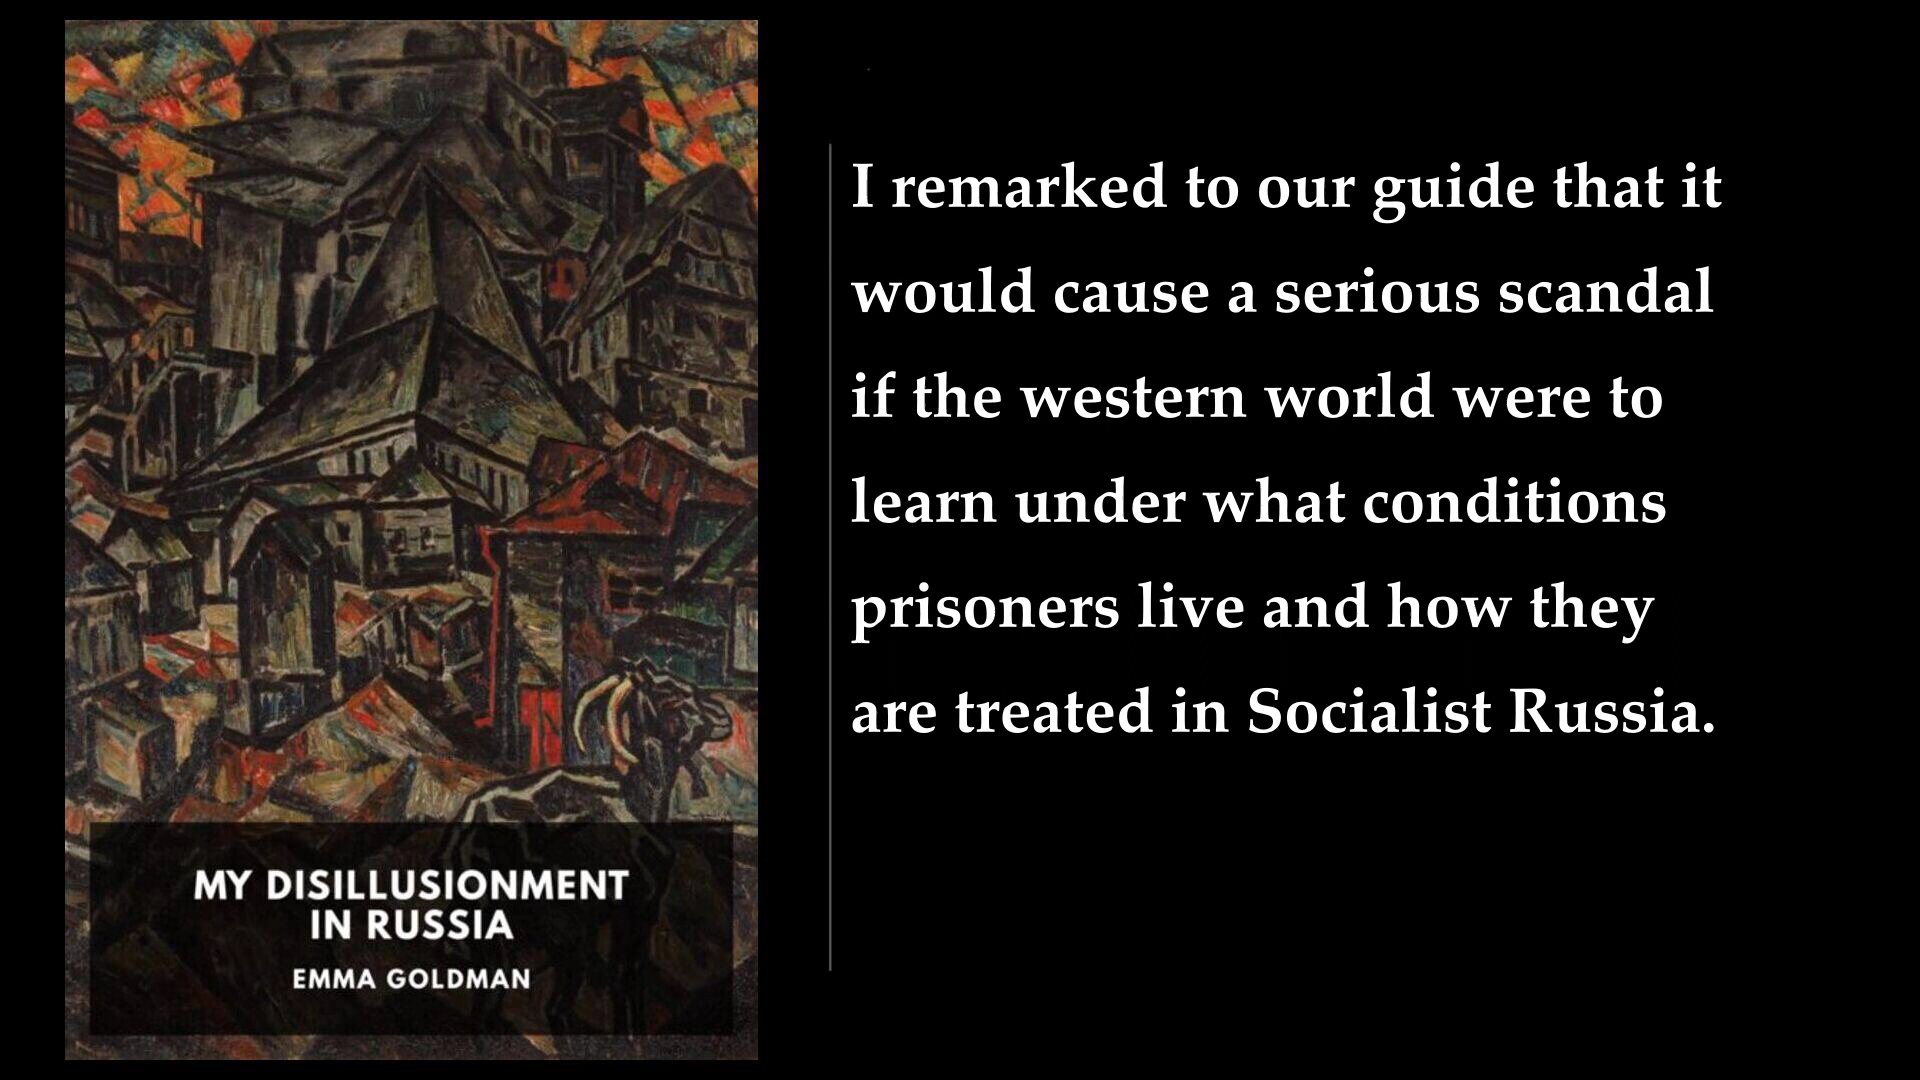 I remarked to our guide that it
would cause a serious scandal
if the western world were to
learn under what conditions
prisoners live and how they
are treated in Socialist Russia.
MY DISILLUSIONMENT
IN RUSSIA
EMMA GOLDMAN